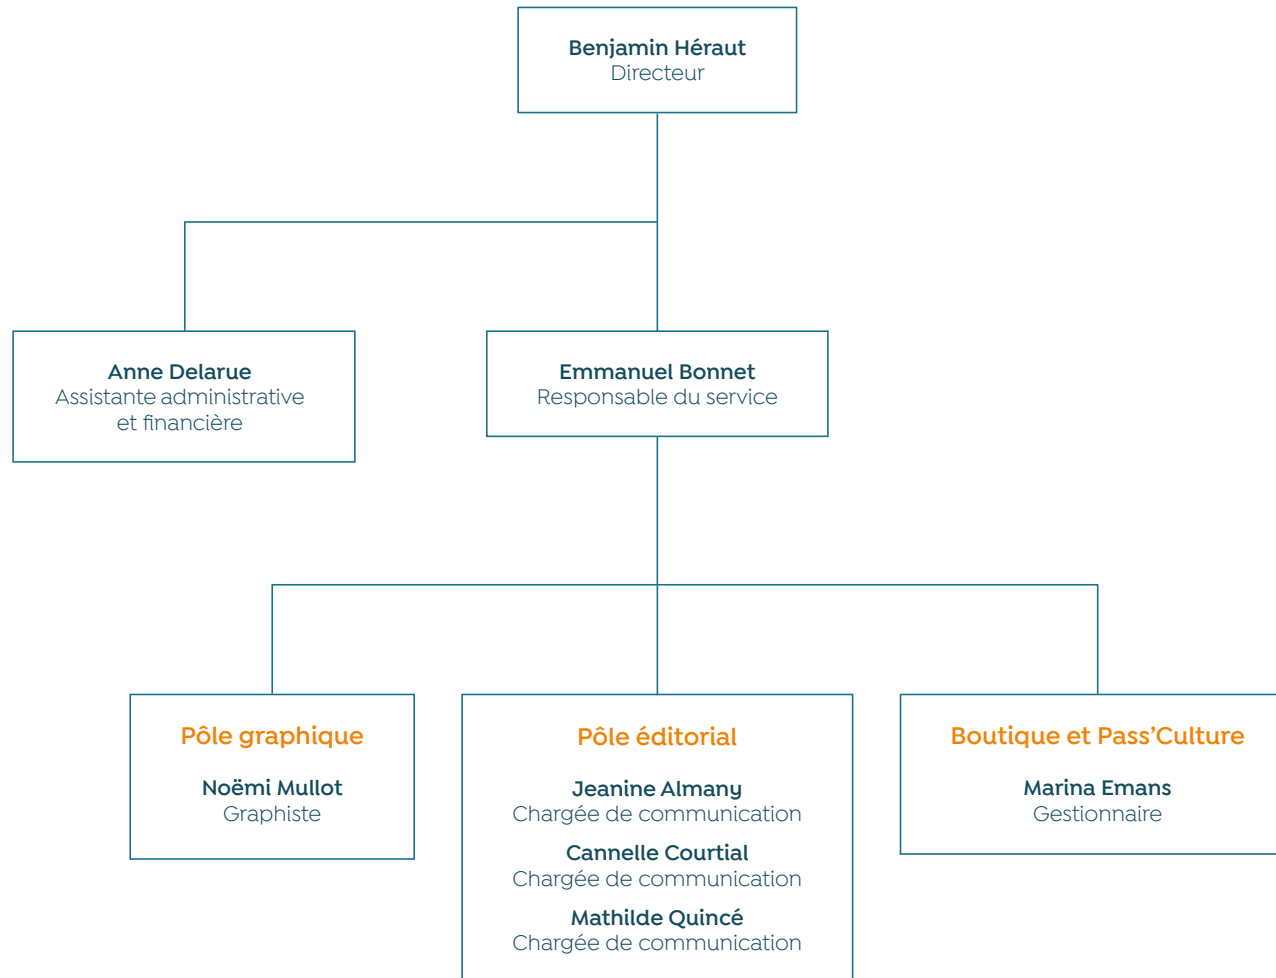 Benjamin Héraut
Directeur
Anne Delarue
Assistante administrative
et financière
Emmanuel Bonnet
Responsable du service
Pôle graphique
Noëmi Mullot
Graphiste
Pôle éditorial
Jeanine Almany
Chargée de communication
Cannelle Courtial
Chargée de communication
Mathilde Quincé
Chargée de communication
Boutique et Pass’Culture
Marina Emans
Gestionnaire